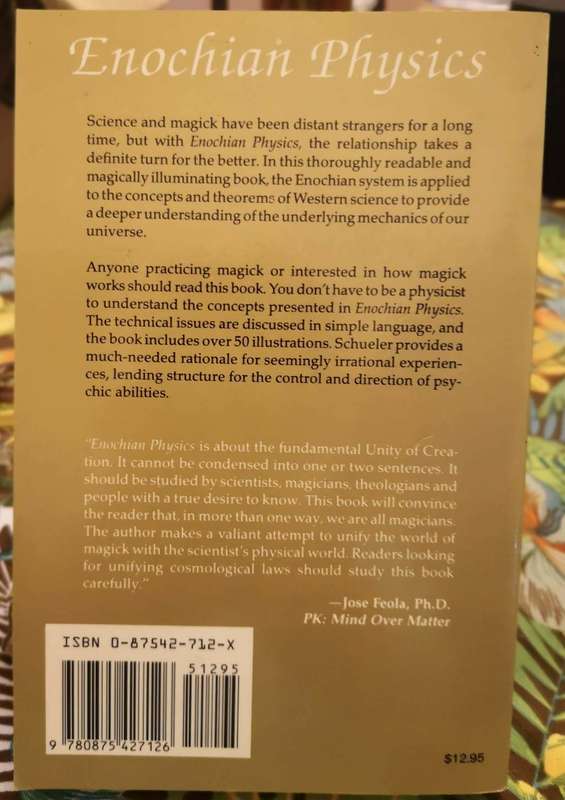 Enochian Physics
Science and magick have been distant strangers for a long
time, but with Enochian Physics, the relationship takes a
definite turn for the better. In this thoroughly readable and
magically illuminating book, the Enochian system is applied
to the concepts and theorems of Western science to provide
a deeper understanding of the underlying mechanics of our
universe.
Anyone practicing magick or interested in how magick
works should read this book. You don't have to be a physicist
to understand the concepts presented in Enochian Physics.
The technical issues are discussed in simple language, and
the book includes over 50 illustrations. Schueler provides a
much-needed rationale for seemingly irrational experien-
ces, lending structure for the control and direction of psy-
chic abilities.
"Enochian Physics is about the fundamental Unity of Crea-
tion. It cannot be condensed into one or two sentences. It
should be studied by scientists, magicians, theologians and
people with a true desire to know. This book will convince
the reader that, in more than one way, we are all magicians.
The author makes a valiant attempt to unify the world of
magick with the scientist's physical world. Readers looking
for unifying cosmological laws should study this book
carefully."
—Jose Feola, Ph.D.
PK: Mind Over Matter
ISBN 0-87542-712-X
51295
9 780875 427126
$12.95